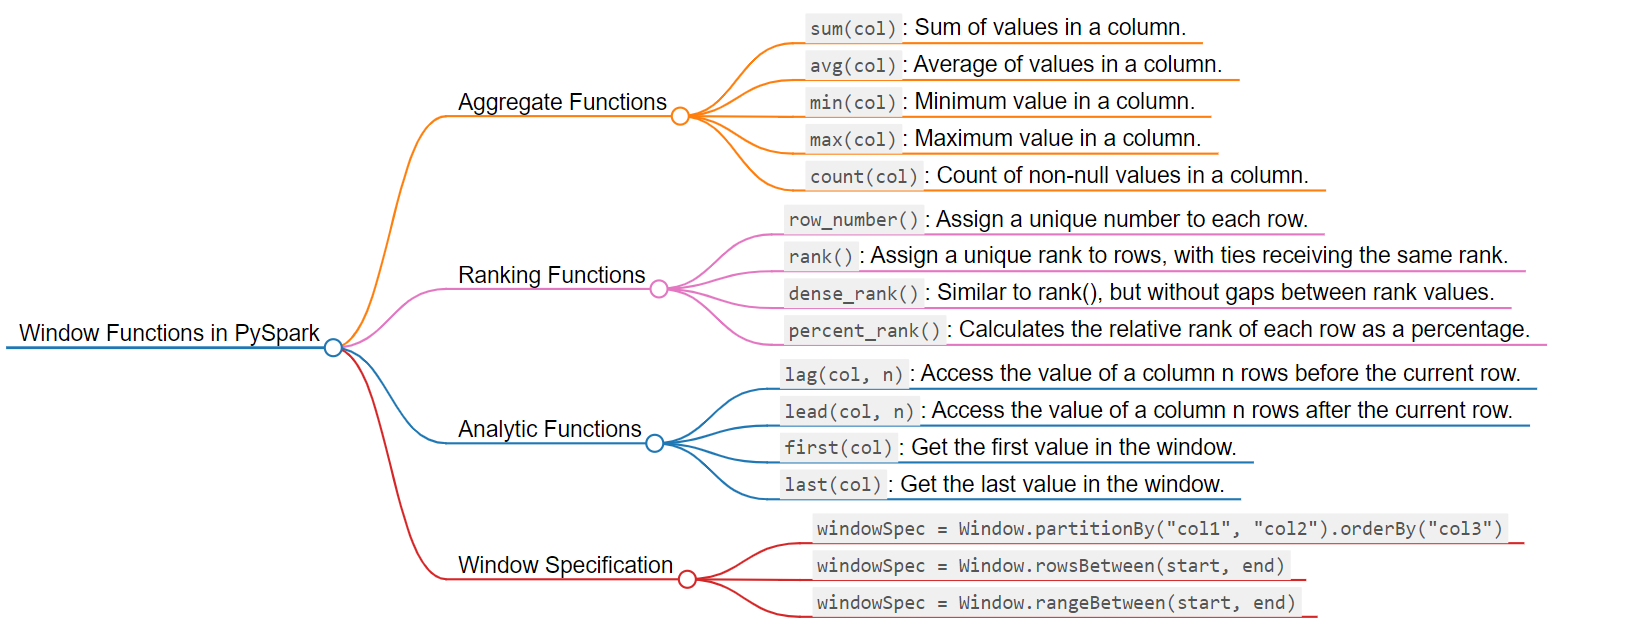 Window Functions in PySpark
Aggregate Functions
sum(col): Sum of values in a column.
avg(col): Average of values in a column.
min(col): Minimum value in a column.
max(col): Maximum value in a column.
count(col): Count of non-null values in a column.
Ranking Functions
row_number(): Assign a unique number to each row.
rank(): Assign a unique rank to rows, with ties receiving the same rank.
dense_rank(): Similar to rank(), but without gaps between rank values.
percent_rank(): Calculates the relative rank of each row as a percentage.
Analytic Functions
lag(col, n): Access the value of a column n rows before the current row.
lead(col, n): Access the value of a column n rows after the current row.
first(col): Get the first value in the window.
last(col): Get the last value in the window.
Window Specification
windowSpec = Window.partitionBy("col1", "col2").orderBy("col3")
windowSpec = Window.rowsBetween(start, end)
windowSpec = Window.rangeBetween(start, end)